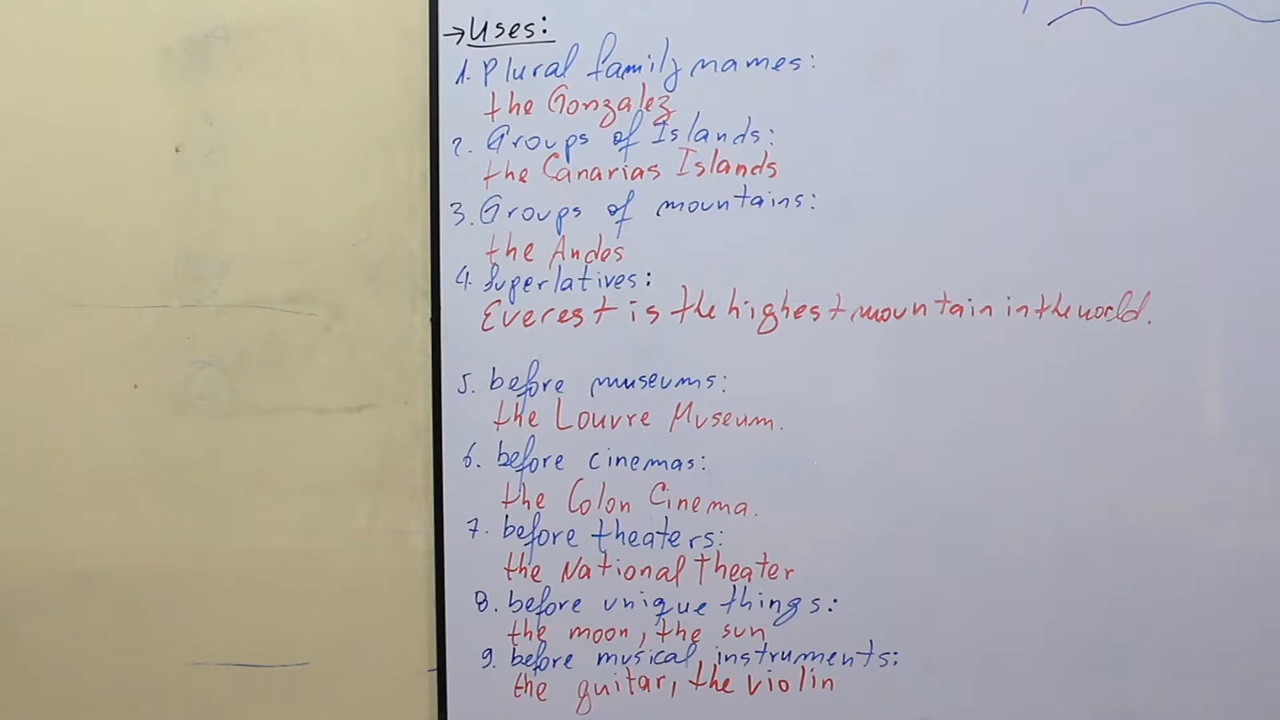 →Uses:
1. Plural family names:
the Gonzalez
2. Groups of Islands:
the Canarias Islands
3. Groups of mountains:
the Andes
4. Superlatives:
Everest is the highest mountain in the world.
5. before museums:
the Louvre Museum.
6. before cinemas:
the Colon Cinema.
7. before theaters:
the National Theater
8. before unique things:
the moon, the sun
9. before musical instruments:
the guitar, the violin